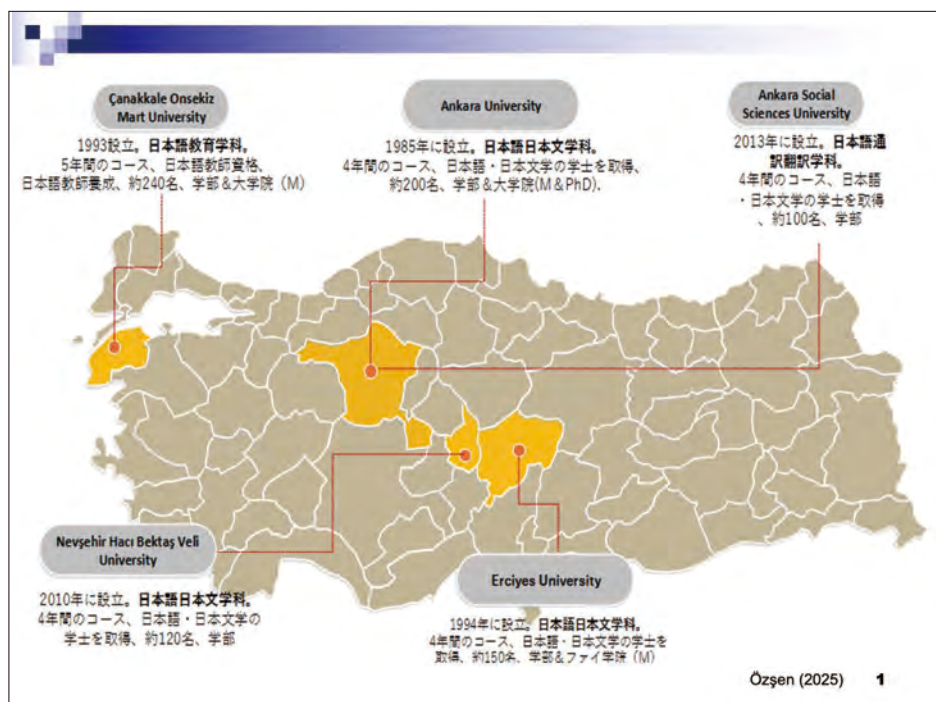 Çanakkale Onsekiz
Mart University
1993設立。日本語教育学科。
5年間のコース、日本語教師資格、
日本語教師養成、約240名、学部&大学院（M）
Ankara University
1985年に設立。日本語日本文学科。
4年間のコース、日本語・日本文学の学士を取得、
約200名、学部&大学院(M&PhD).
Ankara Social
Sciences University
2013年に設立。日本語通
訳翻訳学科。
4年間のコース、日本語
・日本文学の学士を取得
、約100名、学部
Nevşehir Hacı Bektaş Veli
University
2010年に設立。日本語日本文学科。
4年間のコース、日本語・日本文学の
学士を取得、約120名、学部
Erciyes University
1994年に設立。日本語日本文学科。
4年間のコース、日本語・日本文学の学士を
取得、約150名、学部&ファイ学院（M）
Özşen (2025) 1